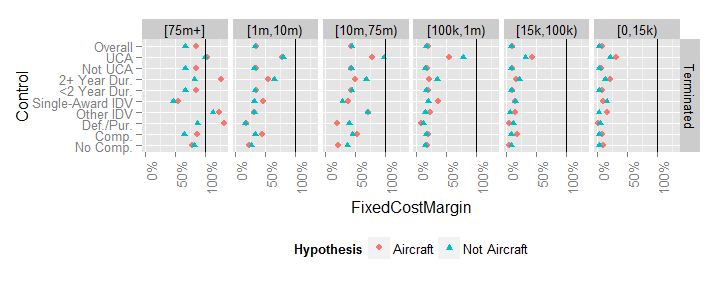 [75m+] [1m,10m) [10m,75m) [100k,1m) [15k,100k) [0,15k)
Overall
UCA
Not UCA
2+ Year Dur.
<2 Year Dur.
Single-Award IDV
Other IDV
Def./Pur.
Comp.
No Comp.
Control
Terminated
0% 50% 100% 0% 50% 100% 0% 50% 100% 0% 50% 100% 0% 50% 100% 0% 50% 100%
FixedCostMargin
Hypothesis Aircraft Not Aircraft